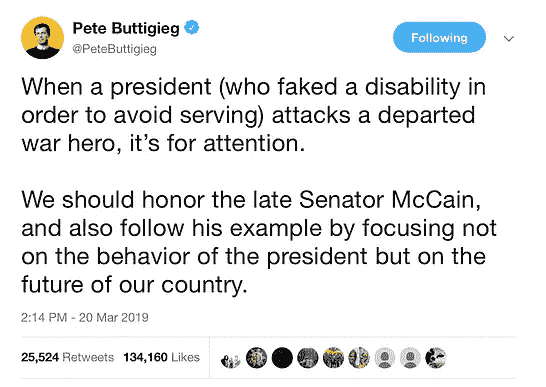 Pete Buttigieg
@PeteButtigieg
Following
When a president (who faked a disability in
order to avoid serving) attacks a departed
war hero, it's for attention.
We should honor the late Senator McCain,
and also follow his example by focusing not
on the behavior of the president but on the
future of our country.
2:14 PM - 20 Mar 2019
25,524 Retweets 134,160 Likes